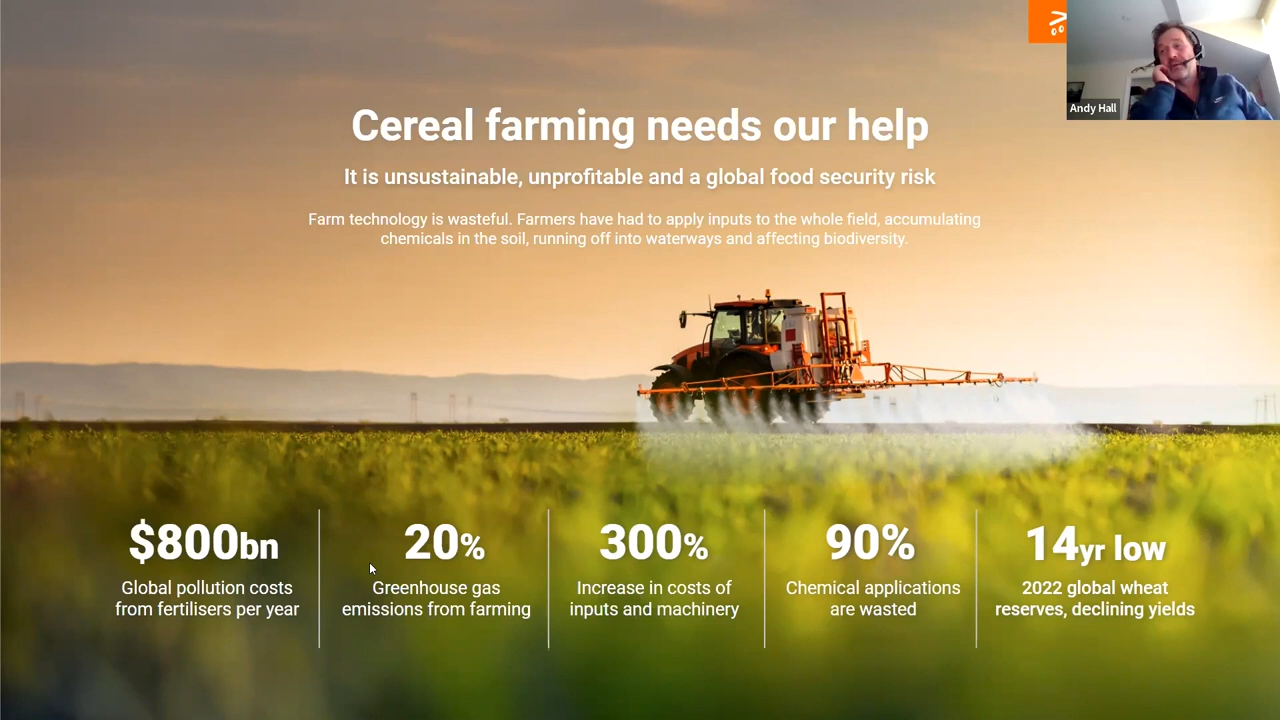 Cereal farming needs our help
It is unsustainable, unprofitable and a global food security risk
Farm technology is wasteful. Farmers have had to apply inputs to the whole field, accumulating
chemicals in the soil, running off into waterways and affecting biodiversity.
Andy Hall
$800bn
Global pollution costs
from fertilisers per year
20%
Greenhouse gas
emissions from farming
300%
Increase in costs of
inputs and machinery
90%
Chemical applications
are wasted
14yr low
2022 global wheat
reserves, declining yields